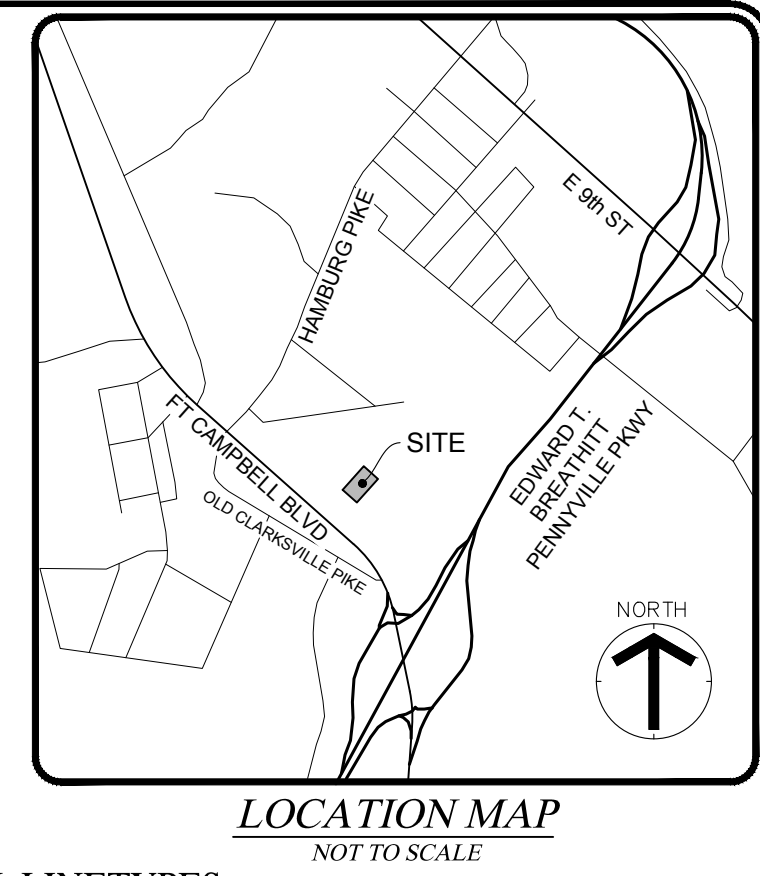 E 9th ST
HAMBURG PIKE
FT CAMPBELL BLVD
SITE
EDWARD T.
BREATHITT
PENNYVILLE PKWY
OLD CLARKSVILLE PIKE
NORTH
LOCATION MAP
NOT TO SCALE
LINETYPES